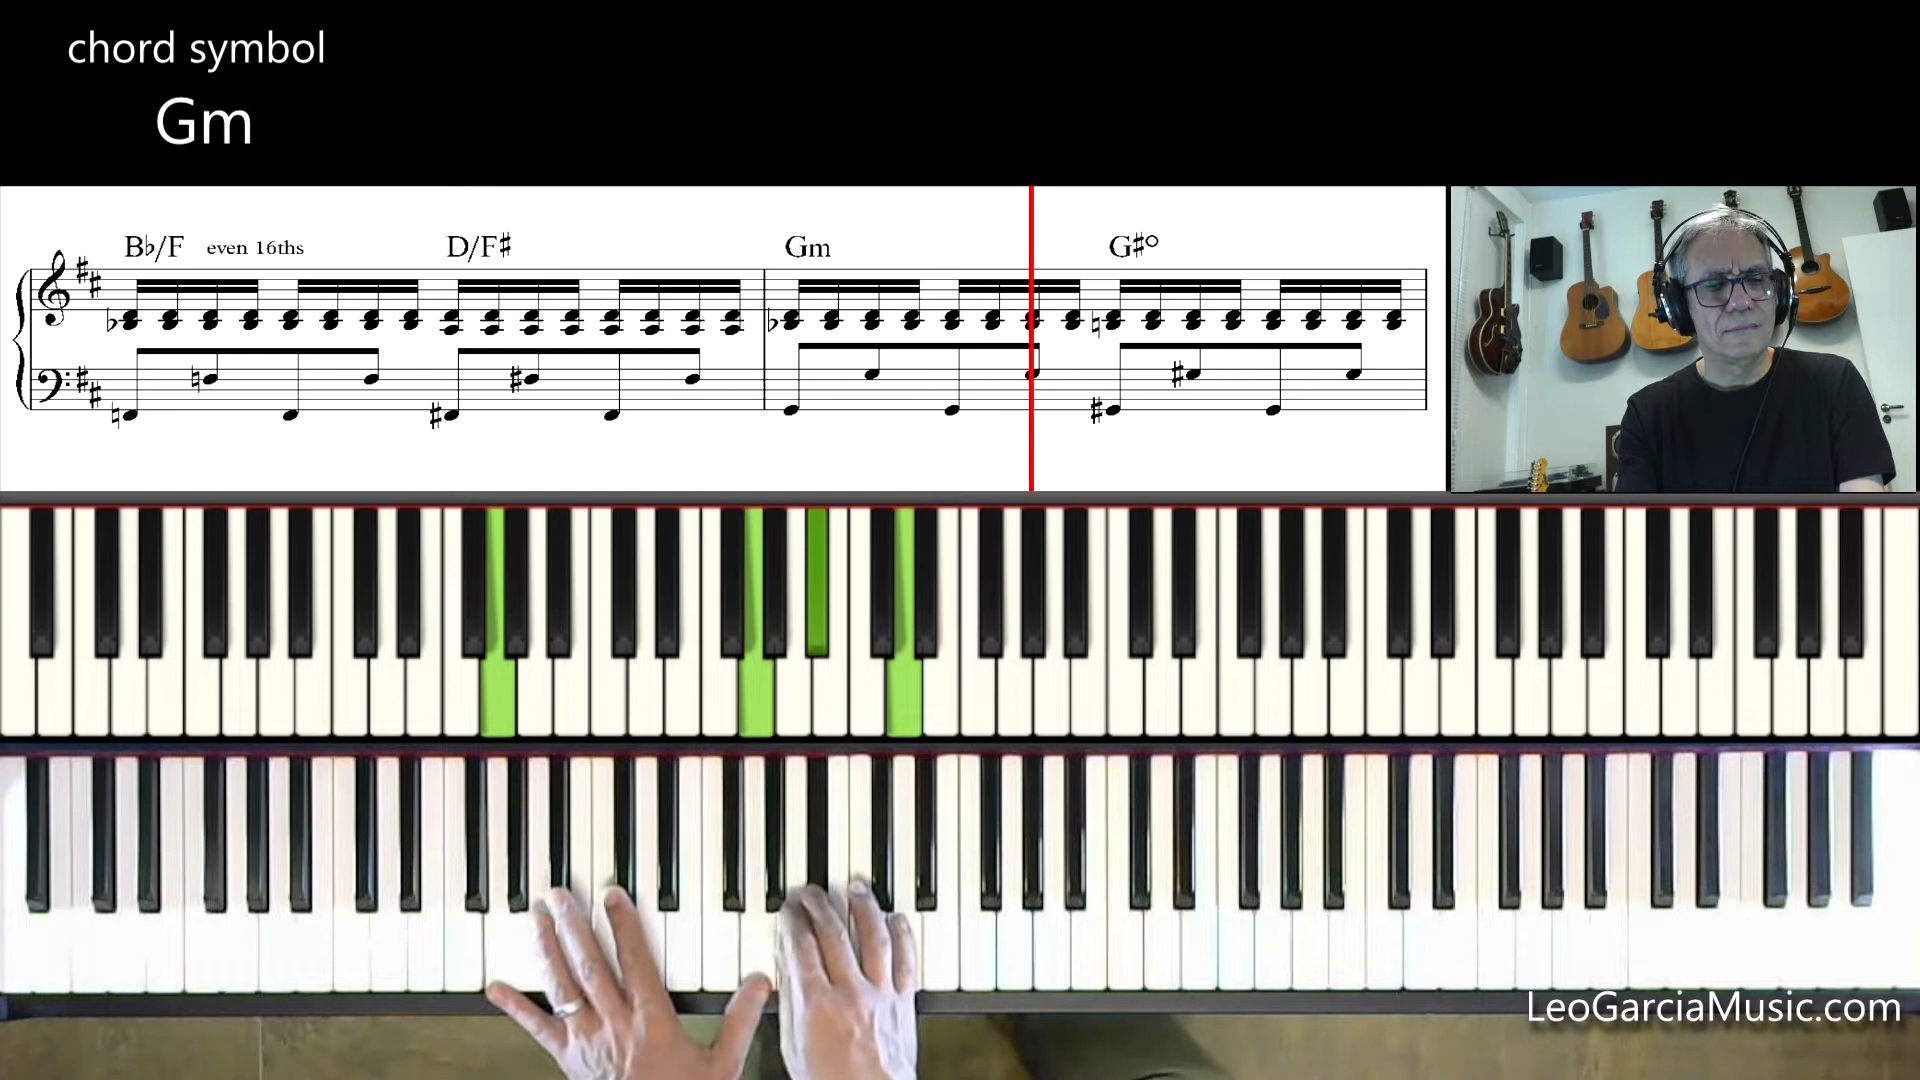 chord symbol
Gm
B♭/F even 16ths D/F♯ Gm G♯°
LeoGarciaMusic.com